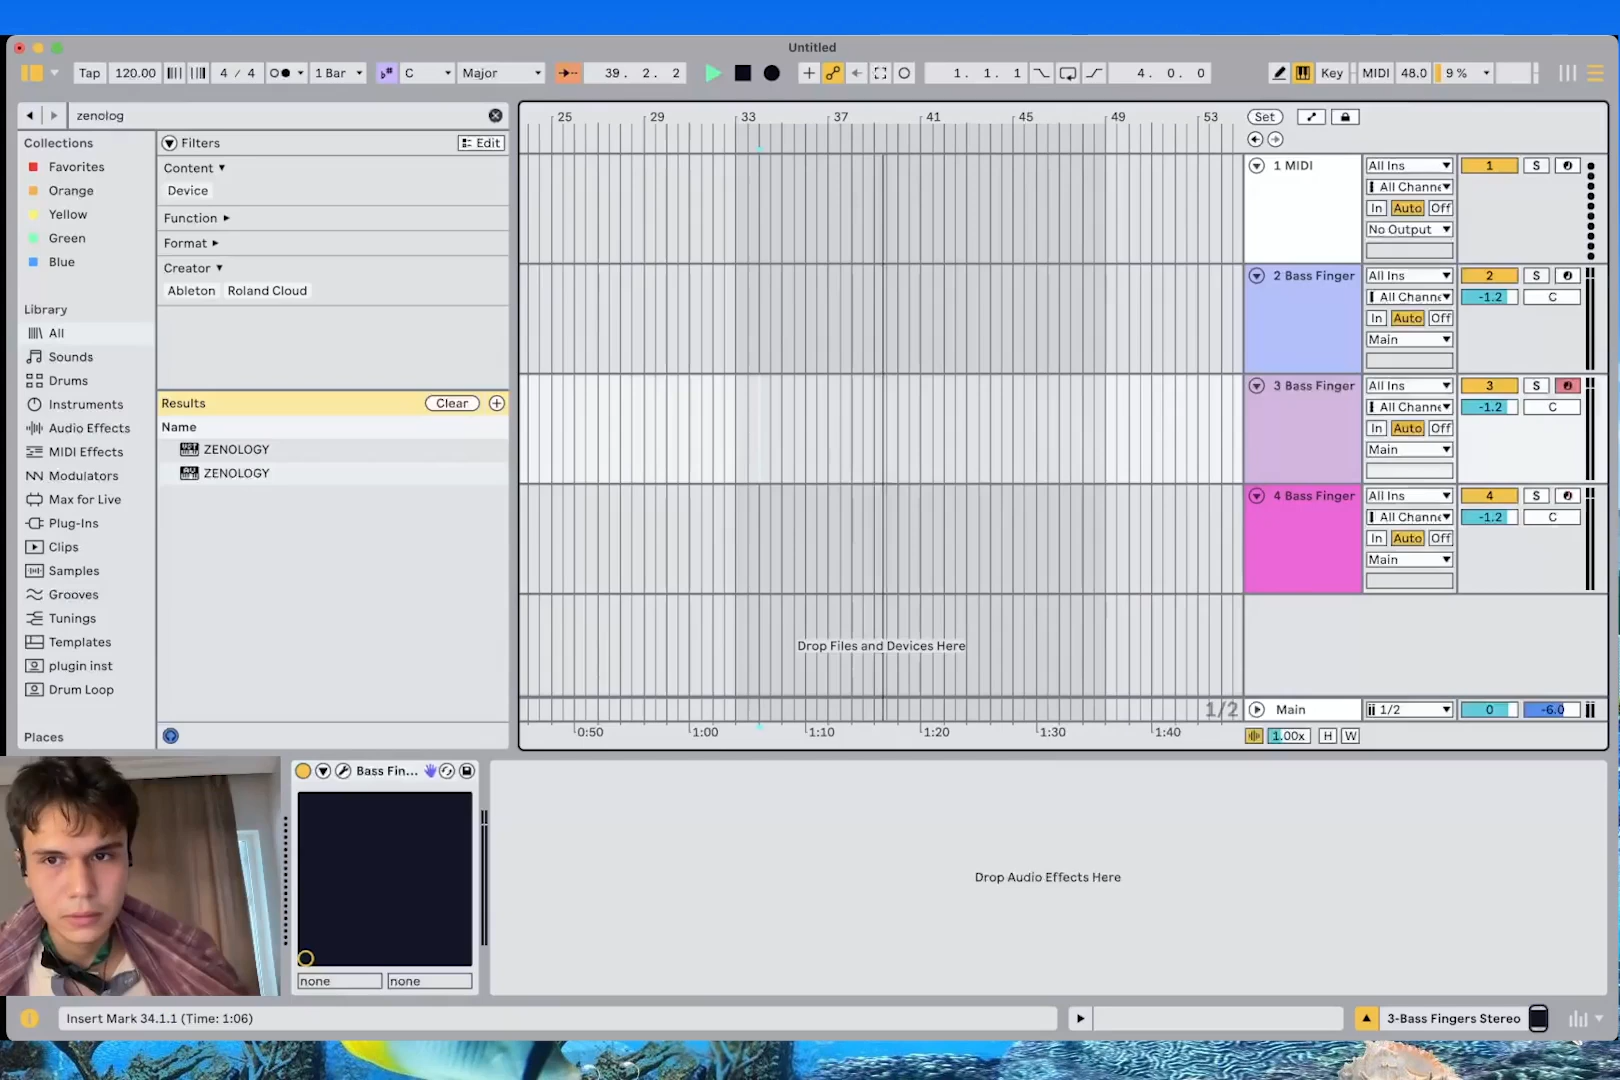 Untitled
Tap 120.00 4 / 4 1 Bar C Major 39. 2. 2 1. 1. 1 4. 0. 0 Key MIDI 48.0 9 %
zenolog
Collections
Favorites
Orange
Yellow
Green
Blue
Library
All
Sounds
Drums
Instruments
Audio Effects
MIDI Effects
Modulators
Max for Live
Plug-Ins
Clips
Samples
Grooves
Tunings
Templates
plugin inst
Drum Loop
Places
Filters Edit
Content
Device
Function
Format
Creator
Ableton Roland Cloud
Results Clear
Name
ZENOLOGY
ZENOLOGY
25 29 33 37 41 45 49 53
Set
1 MIDI All Ins 1 S
All Channe
In Auto Off
No Output
2 Bass Finger All Ins 2 S
All Channe -1.2 C
In Auto Off
Main
3 Bass Finger All Ins 3 S
All Channe -1.2 C
In Auto Off
Main
4 Bass Finger All Ins 4 S
All Channe -1.2 C
In Auto Off
Main
Drop Files and Devices Here
1/2 Main 1/2 0 -6.0
0:50 1:00 1:10 1:20 1:30 1:40
1.00x H W
Bass Fin...
none none
Drop Audio Effects Here
Insert Mark 34.1.1 (Time: 1:06)
3-Bass Fingers Stereo